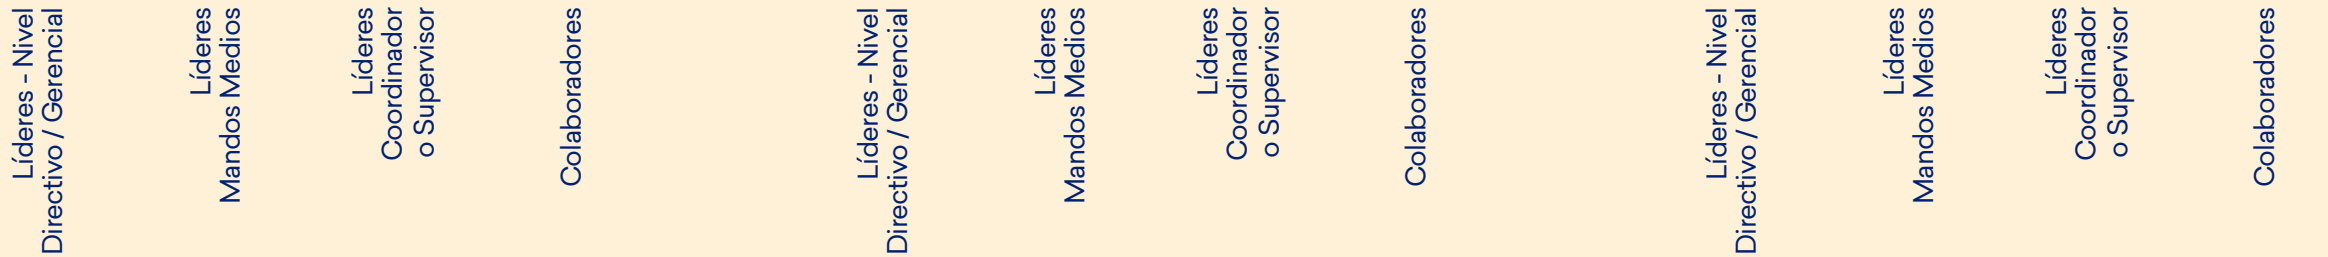 Líderes - Nivel
Directivo / Gerencial
Líderes
Mandos Medios
Líderes
Coordinador
o Supervisor
Colaboradores
Líderes - Nivel
Directivo / Gerencial
Líderes
Mandos Medios
Líderes
Coordinador
o Supervisor
Colaboradores
Líderes - Nivel
Directivo / Gerencial
Líderes
Mandos Medios
Líderes
Coordinador
o Supervisor
Colaboradores